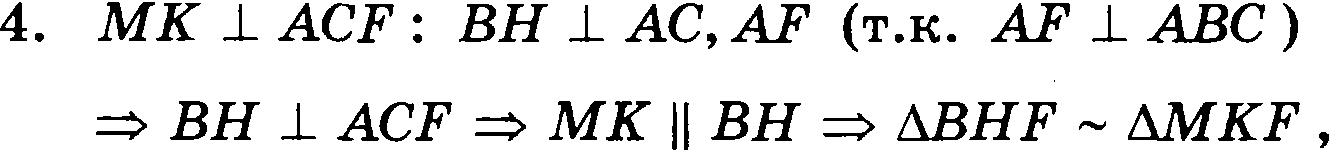 4. MK ⊥ ACF : BH ⊥ AC, AF (т.к. AF ⊥ ABC )
⇒ BH ⊥ ACF ⇒ MK ∥ BH ⇒ ΔBHF ~ ΔMKF ,